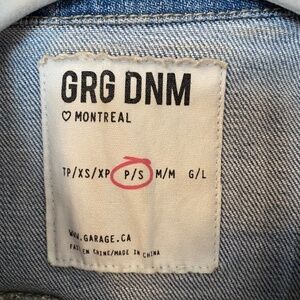 GRG DNM
♡ MONTREAL
TP/XS/XP P/S M/M G/L
WWW.GARAGE.CA
FAIT EN CHINE/MADE IN CHINA